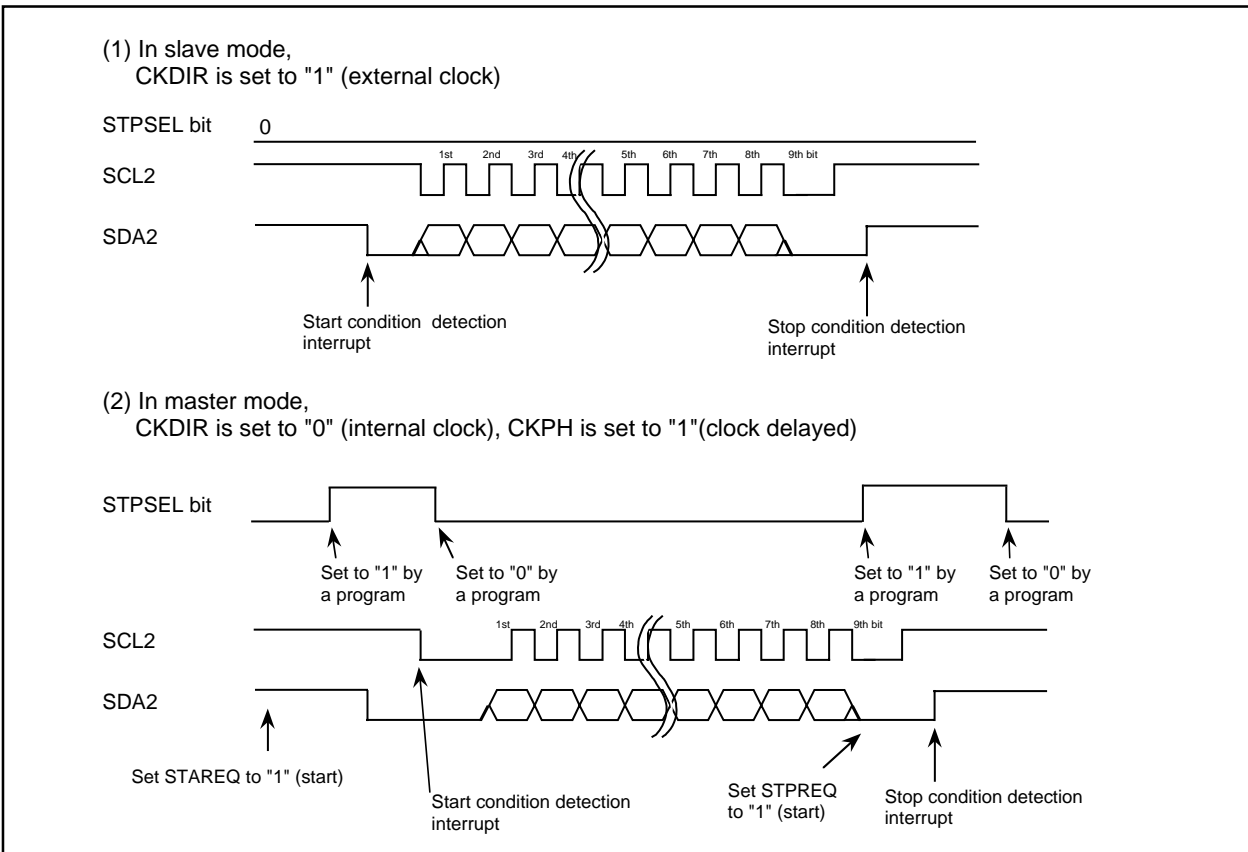 (1) In slave mode,
CKDIR is set to "1" (external clock)
STPSEL bit 0
1st 2nd 3rd 4th 5th 6th 7th 8th 9th bit
SCL2
SDA2
Start condition detection
interrupt
Stop condition detection
interrupt
(2) In master mode,
CKDIR is set to "0" (internal clock), CKPH is set to "1"(clock delayed)
STPSEL bit
Set to "1" by
a program
Set to "0" by
a program
Set to "1" by
a program
Set to "0" by
a program
1st 2nd 3rd 4th 5th 6th 7th 8th 9th bit
SCL2
SDA2
Set STAREQ to "1" (start)
Start condition detection
interrupt
Set STPREQ
to "1" (start)
Stop condition detection
interrupt